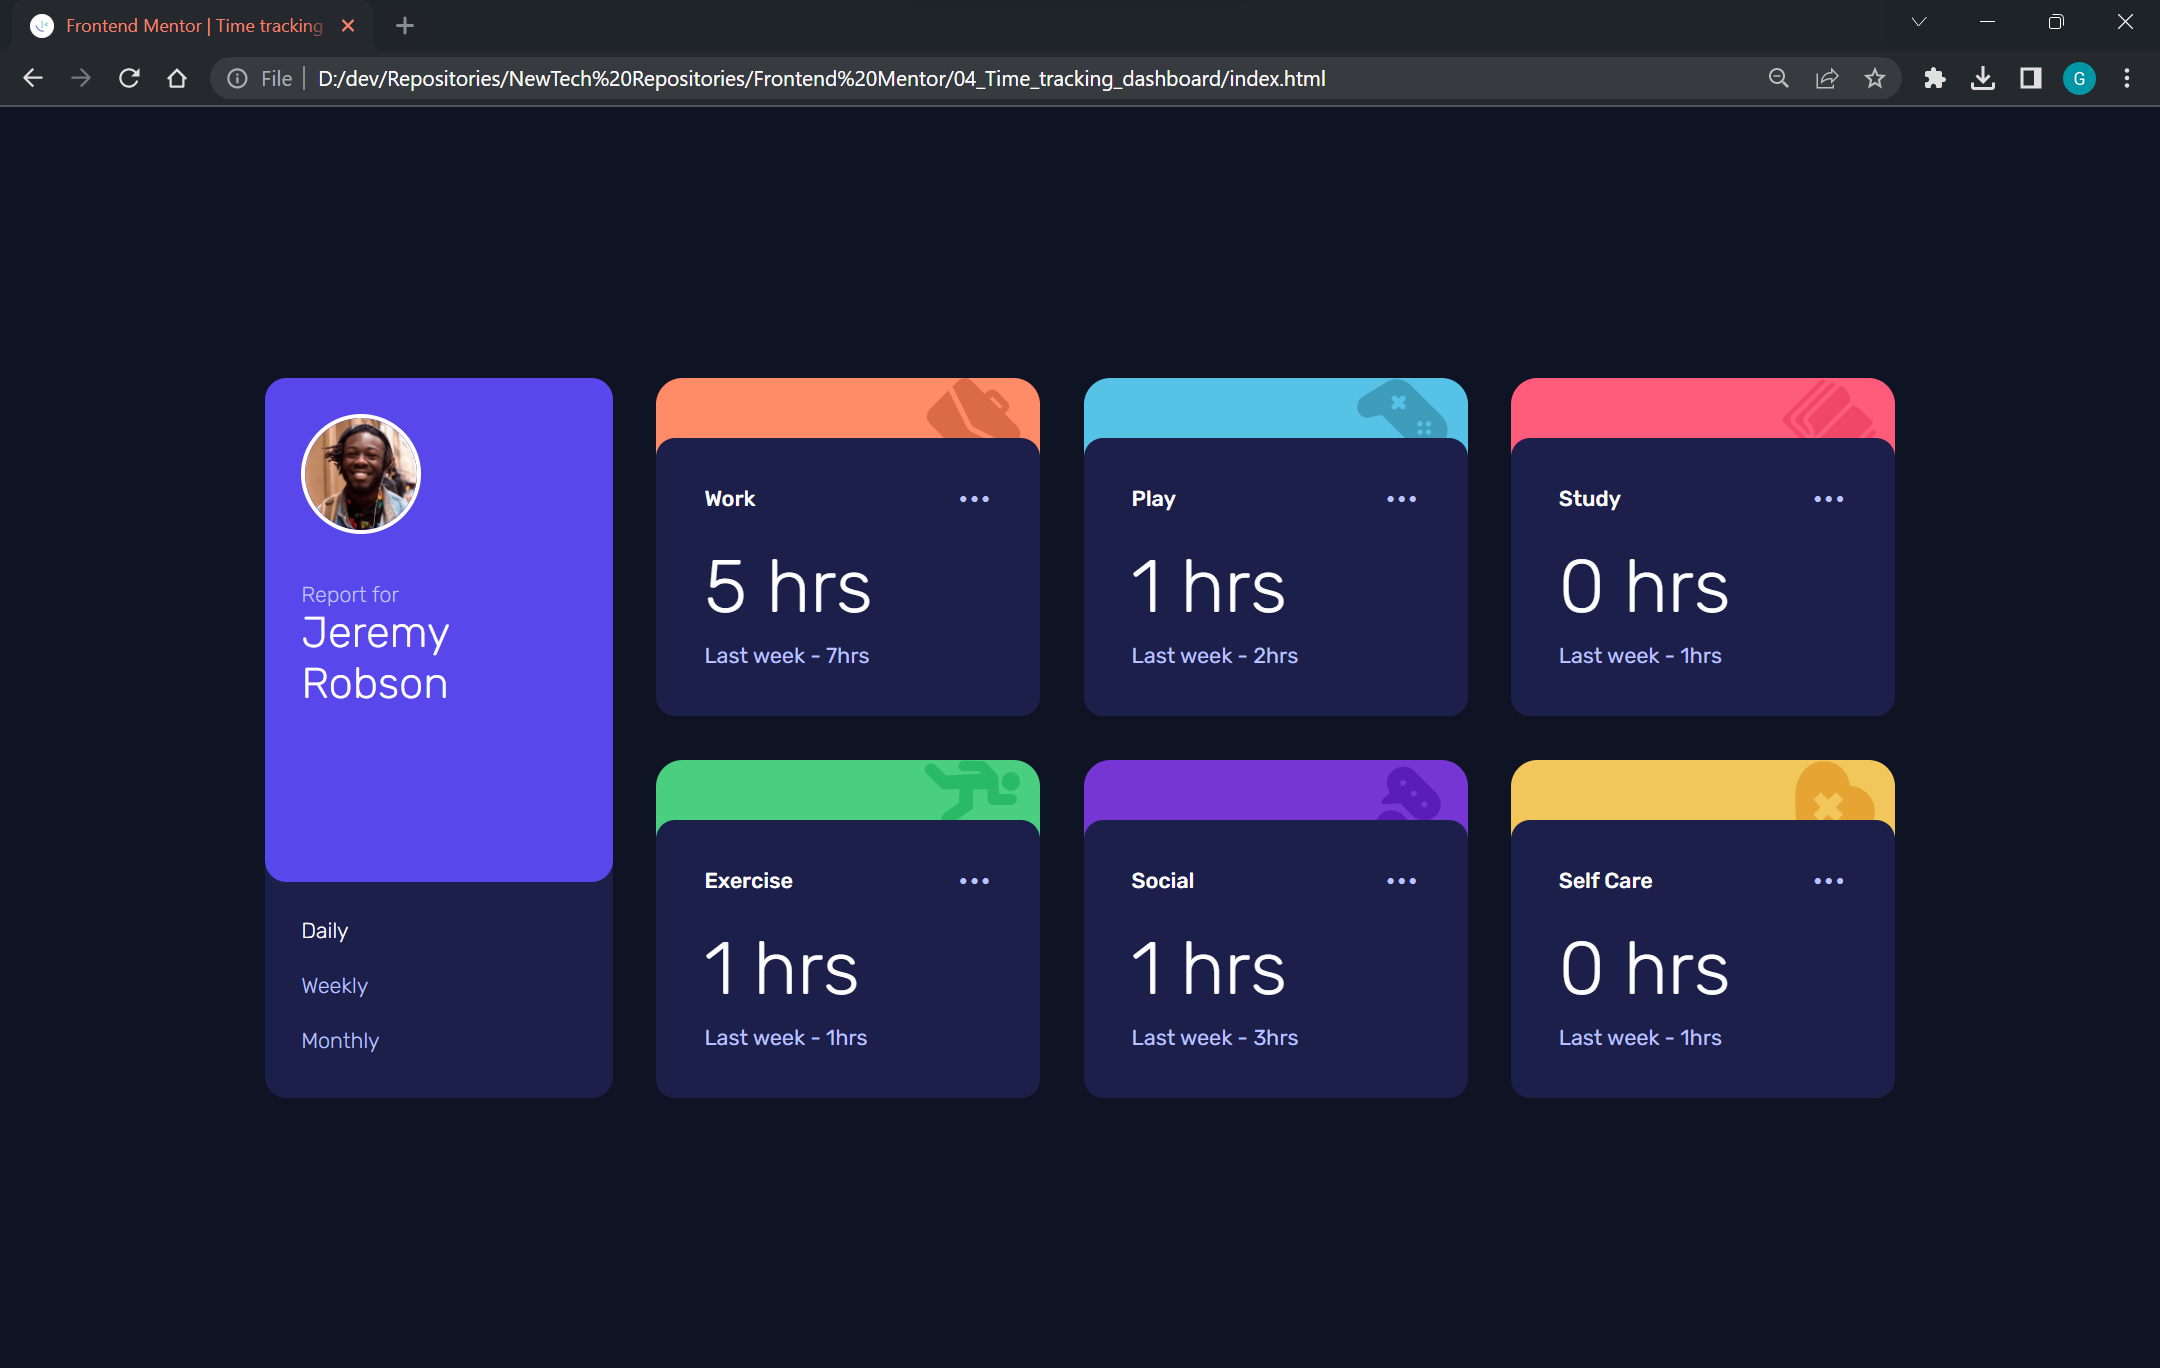 Frontend Mentor | Time tracking
File
D:/dev/Repositories/NewTech%20Repositories/Frontend%20Mentor/04_Time_tracking_dashboard/index.html
G
Report for
Jeremy
Robson
Daily
Weekly
Monthly
Work
5 hrs
Last week - 7hrs
Play
1 hrs
Last week - 2hrs
Study
0 hrs
Last week - 1hrs
Exercise
1 hrs
Last week - 1hrs
Social
1 hrs
Last week - 3hrs
Self Care
0 hrs
Last week - 1hrs